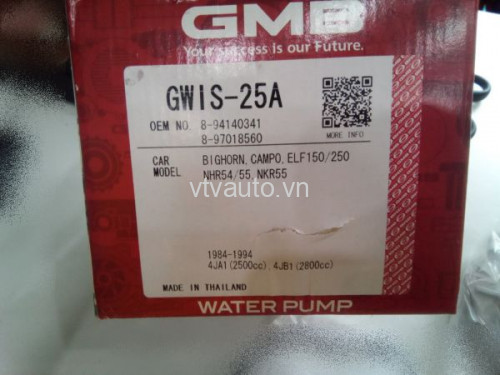 GMB
Your success is our Future.
GWIS-25A
OEM NO. 8-94140341
8-97018560
MORE INFO
CAR MODEL BIGHORN, CAMPO, ELF150/250
NHR54/55, NKR55
vtvauto.vn
1984-1994
4JA1(2500cc), 4JB1(2800cc)
MADE IN THAILAND
WATER PUMP